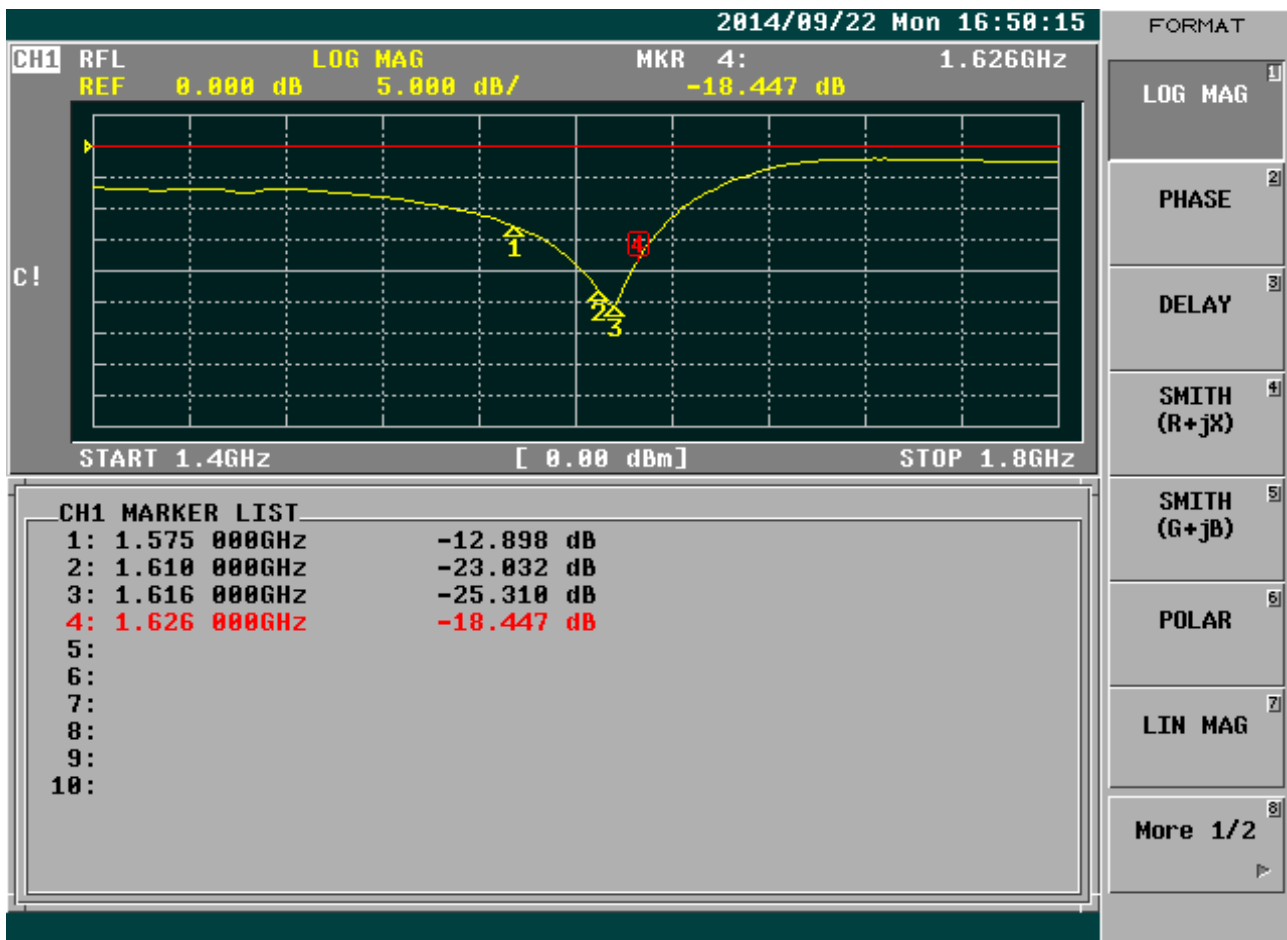 2014/09/22 Mon 16:50:15
CH1 RFL LOG MAG MKR 4: 1.626GHz
REF 0.000 dB 5.000 dB/ -18.447 dB
4
1
2
3
C!
START 1.4GHz [ 0.00 dBm] STOP 1.8GHz
CH1 MARKER LIST
1: 1.575 000GHz -12.898 dB
2: 1.610 000GHz -23.032 dB
3: 1.616 000GHz -25.310 dB
4: 1.626 000GHz -18.447 dB
5:
6:
7:
8:
9:
10:
FORMAT
1
LOG MAG
2
PHASE
3
DELAY
4
SMITH
(R+jX)
5
SMITH
(G+jB)
6
POLAR
7
LIN MAG
8
More 1/2